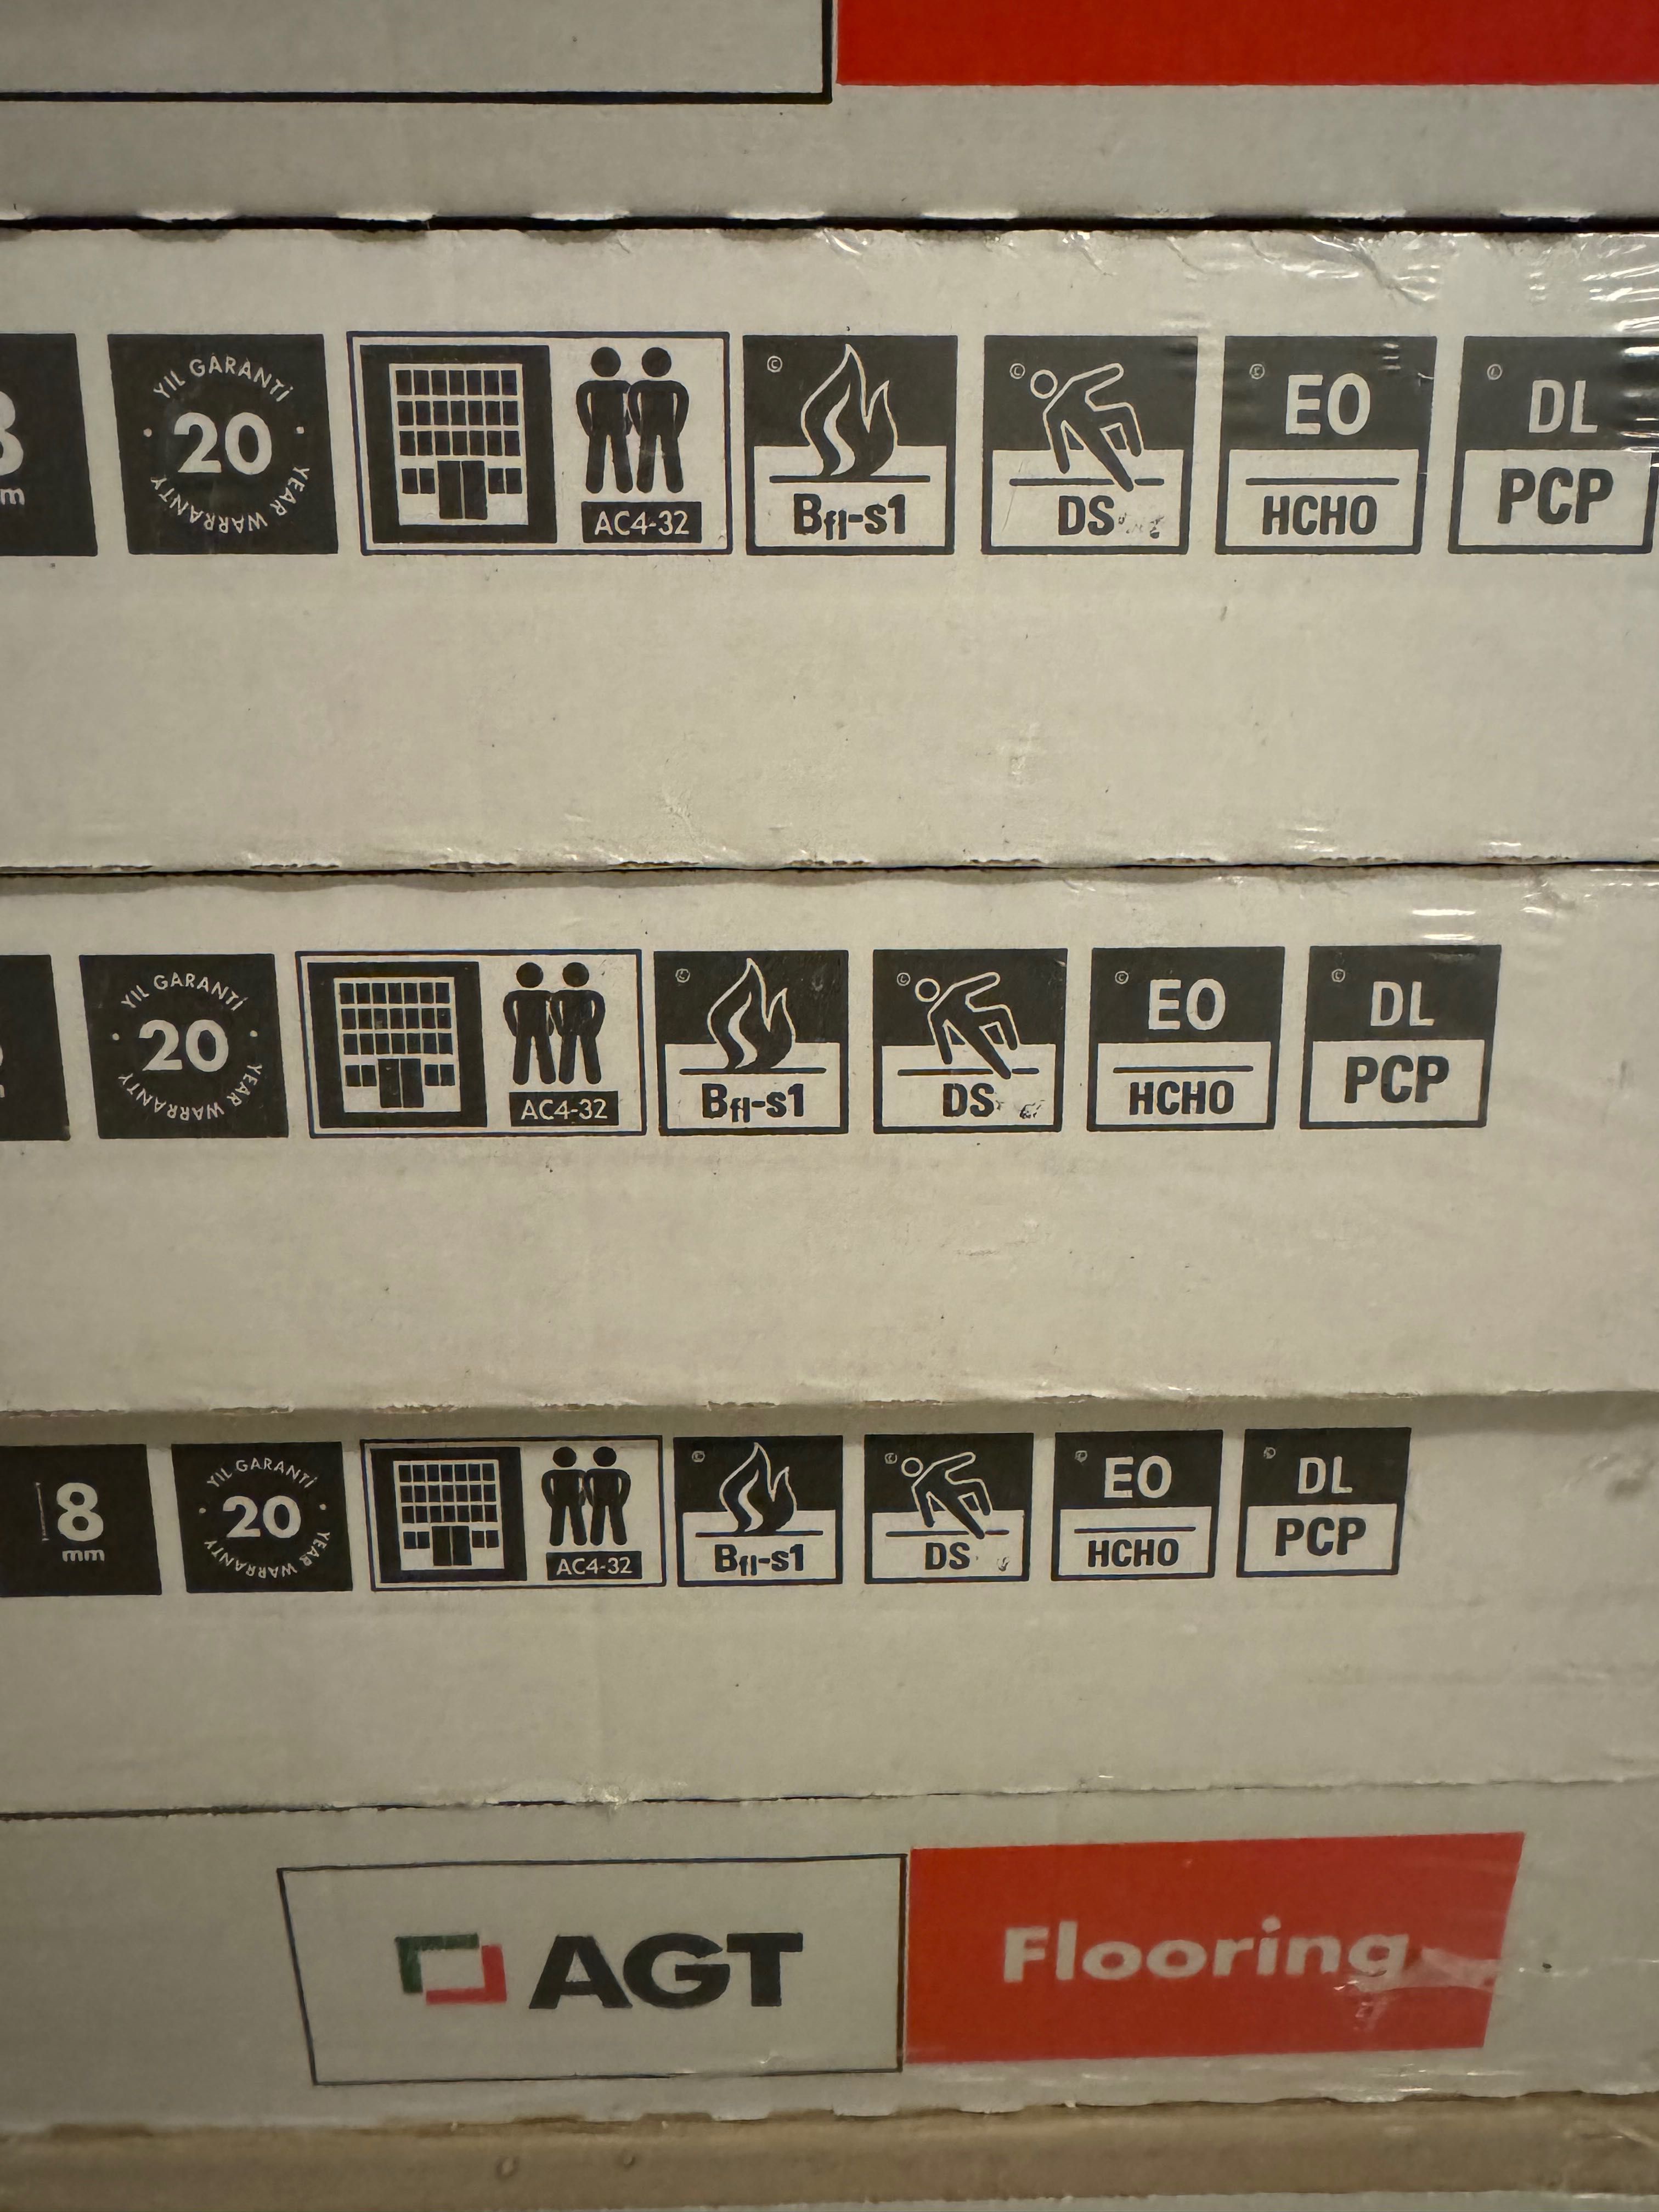 mm
YIL GARANTİ
20
YEAR WARRANTY
AC4-32
Bfl-s1
DS
EO
HCHO
DL
PCP
YIL GARANTİ
20
YEAR WARRANTY
AC4-32
Bfl-s1
DS
EO
HCHO
DL
PCP
8
mm
YIL GARANTİ
20
YEAR WARRANTY
AC4-32
Bfl-s1
DS
EO
HCHO
DL
PCP
AGT
Flooring